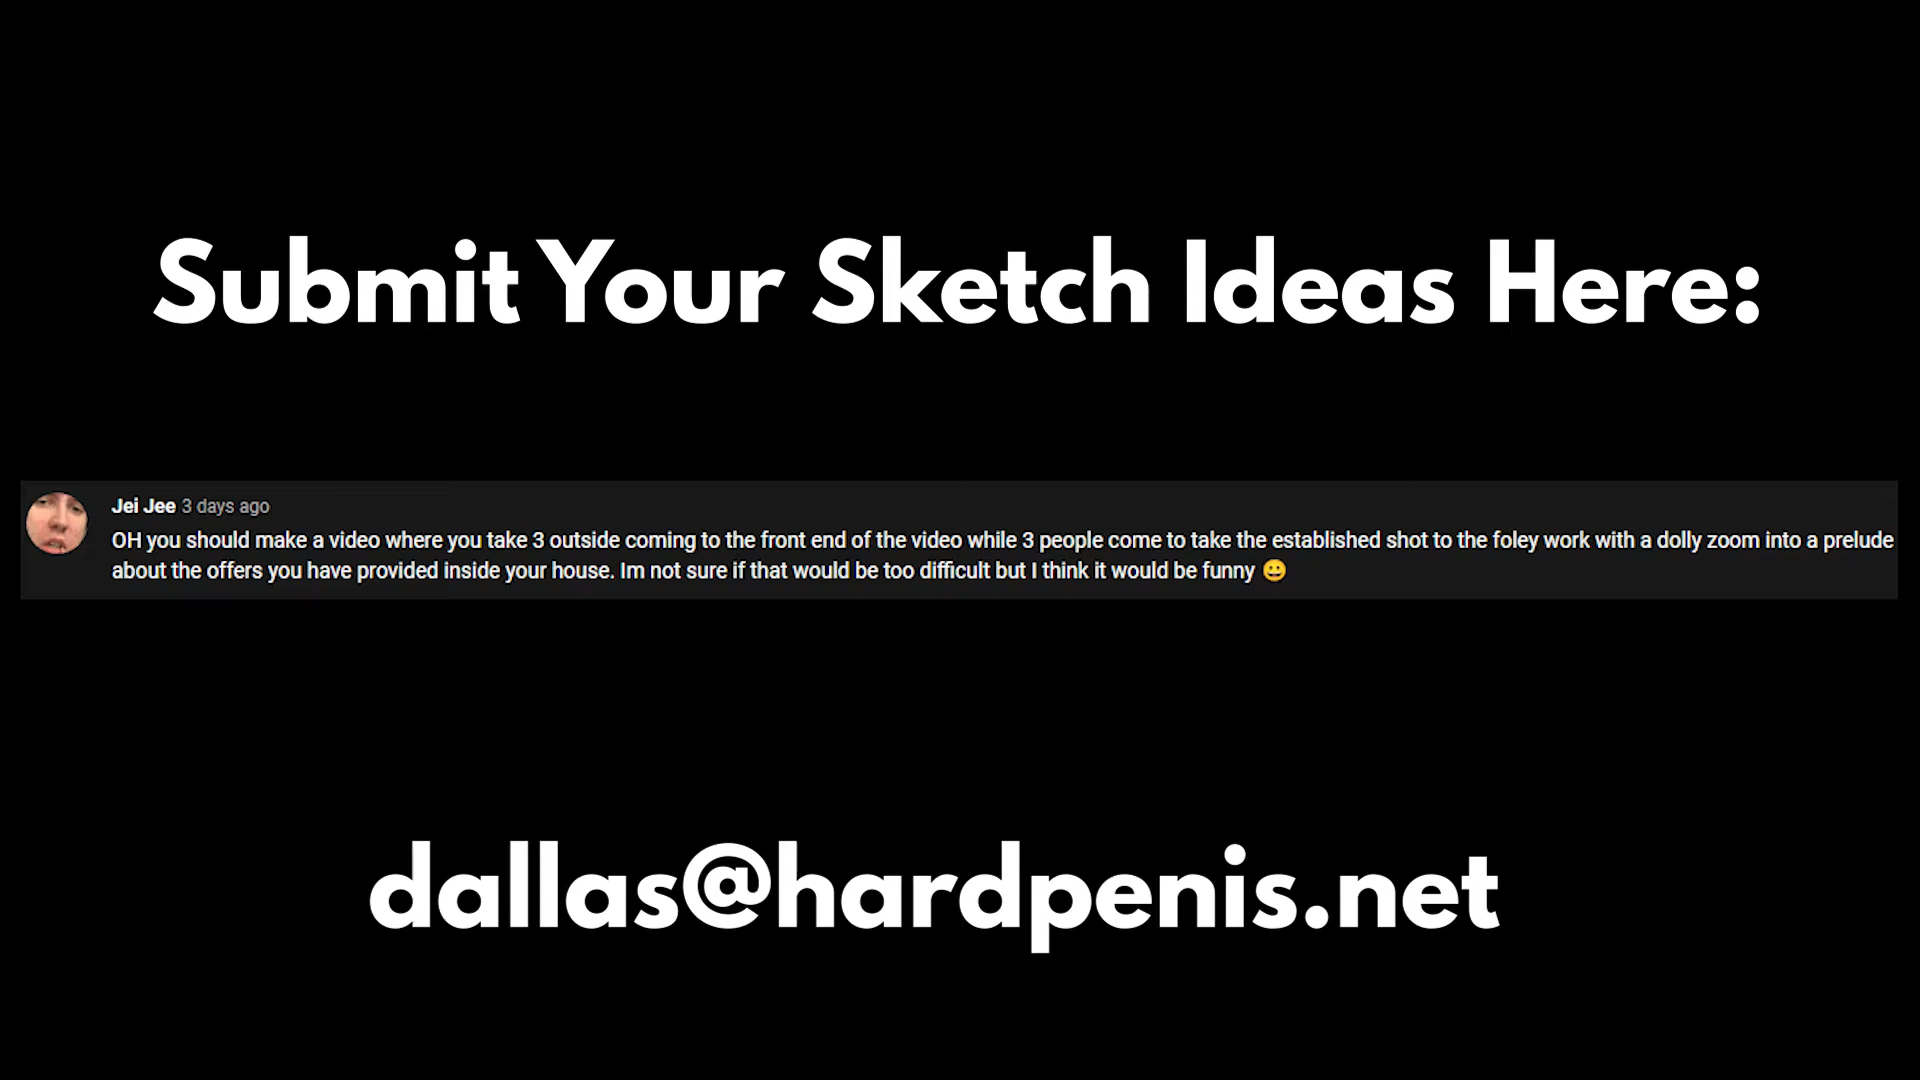 Submit Your Sketch Ideas Here:
Jei Jee 3 days ago
OH you should make a video where you take 3 outside coming to the front end of the video while 3 people come to take the established shot to the foley work with a dolly zoom into a prelude
about the offers you have provided inside your house. Im not sure if that would be too difficult but I think it would be funny 😀
dallas@hardpenis.net